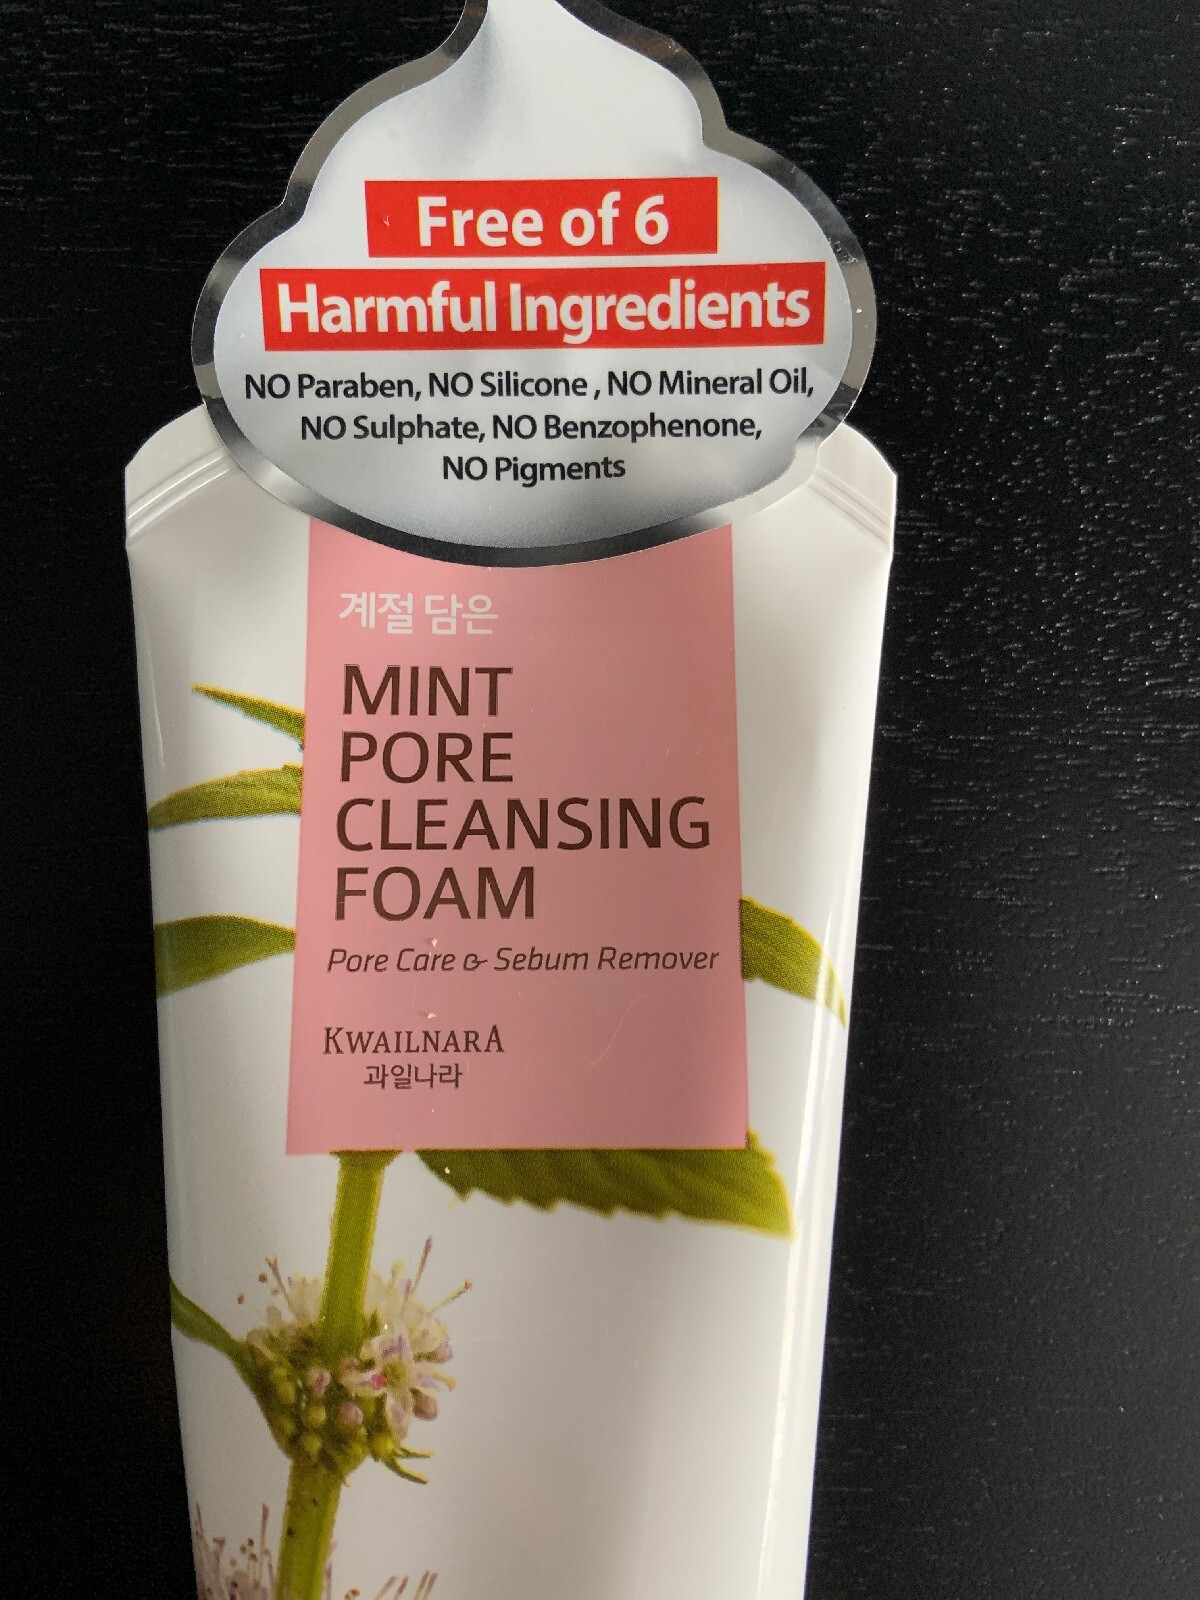 Free of 6
Harmful Ingredients
NO Paraben, NO Silicone , NO Mineral Oil,
NO Sulphate, NO Benzophenone,
NO Pigments
계절 담은
MINT
PORE
CLEANSING
FOAM
Pore Care & Sebum Remover
KWAILNARA
과일나라